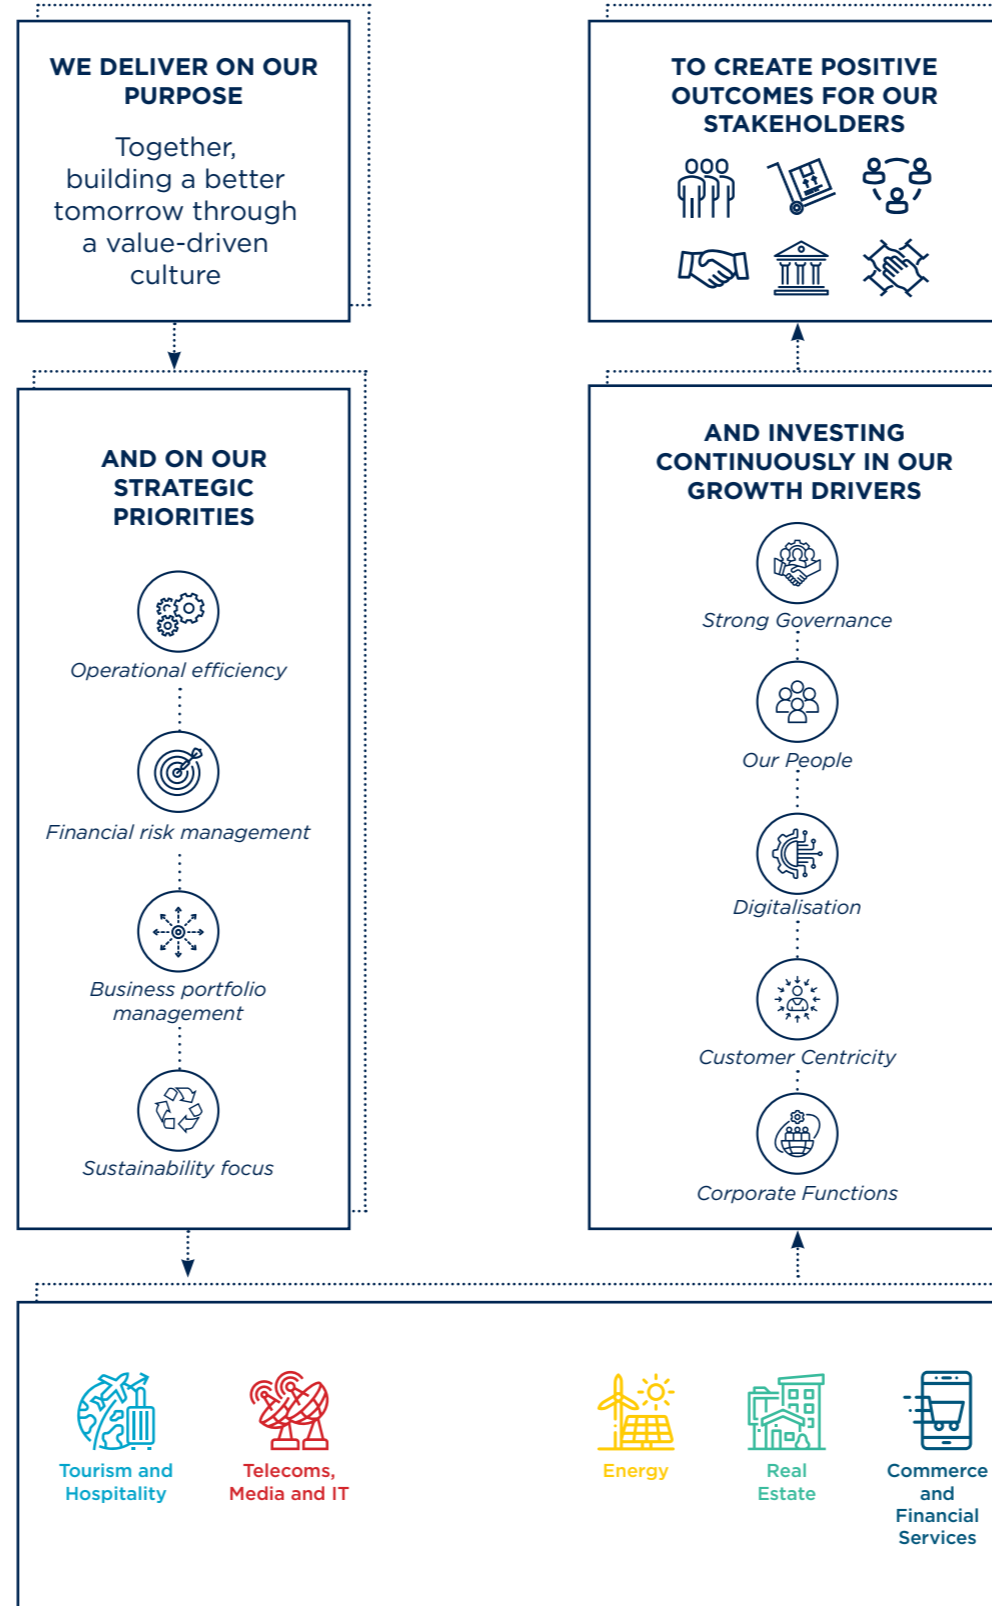 WE DELIVER ON OUR
PURPOSE
Together,
building a better
tomorrow through
a value-driven
culture
AND ON OUR
STRATEGIC
PRIORITIES
Operational efficiency
Financial risk management
Business portfolio
management
Sustainability focus
Tourism and
Hospitality
Telecoms,
Media and IT
Energy
Real
Estate
Commerce
and
Financial
Services
AND INVESTING
CONTINUOUSLY IN OUR
GROWTH DRIVERS
Strong Governance
Our People
Digitalisation
Customer Centricity
Corporate Functions
TO CREATE POSITIVE
OUTCOMES FOR OUR
STAKEHOLDERS